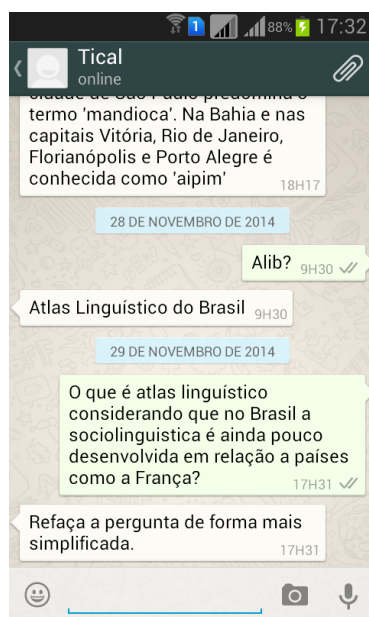 1 88% 17:32
Tical
online
cidade de São Paulo predomina o
termo 'mandioca'. Na Bahia e nas
capitais Vitória, Rio de Janeiro,
Florianópolis e Porto Alegre é
conhecida como 'aipim'
18H17
28 DE NOVEMBRO DE 2014
Alib? 9H30
Atlas Linguístico do Brasil 9H30
29 DE NOVEMBRO DE 2014
O que é atlas linguístico
considerando que no Brasil a
sociolinguistica é ainda pouco
desenvolvida em relação a países
como a França?
17H31
Refaça a pergunta de forma mais
simplificada.
17H31